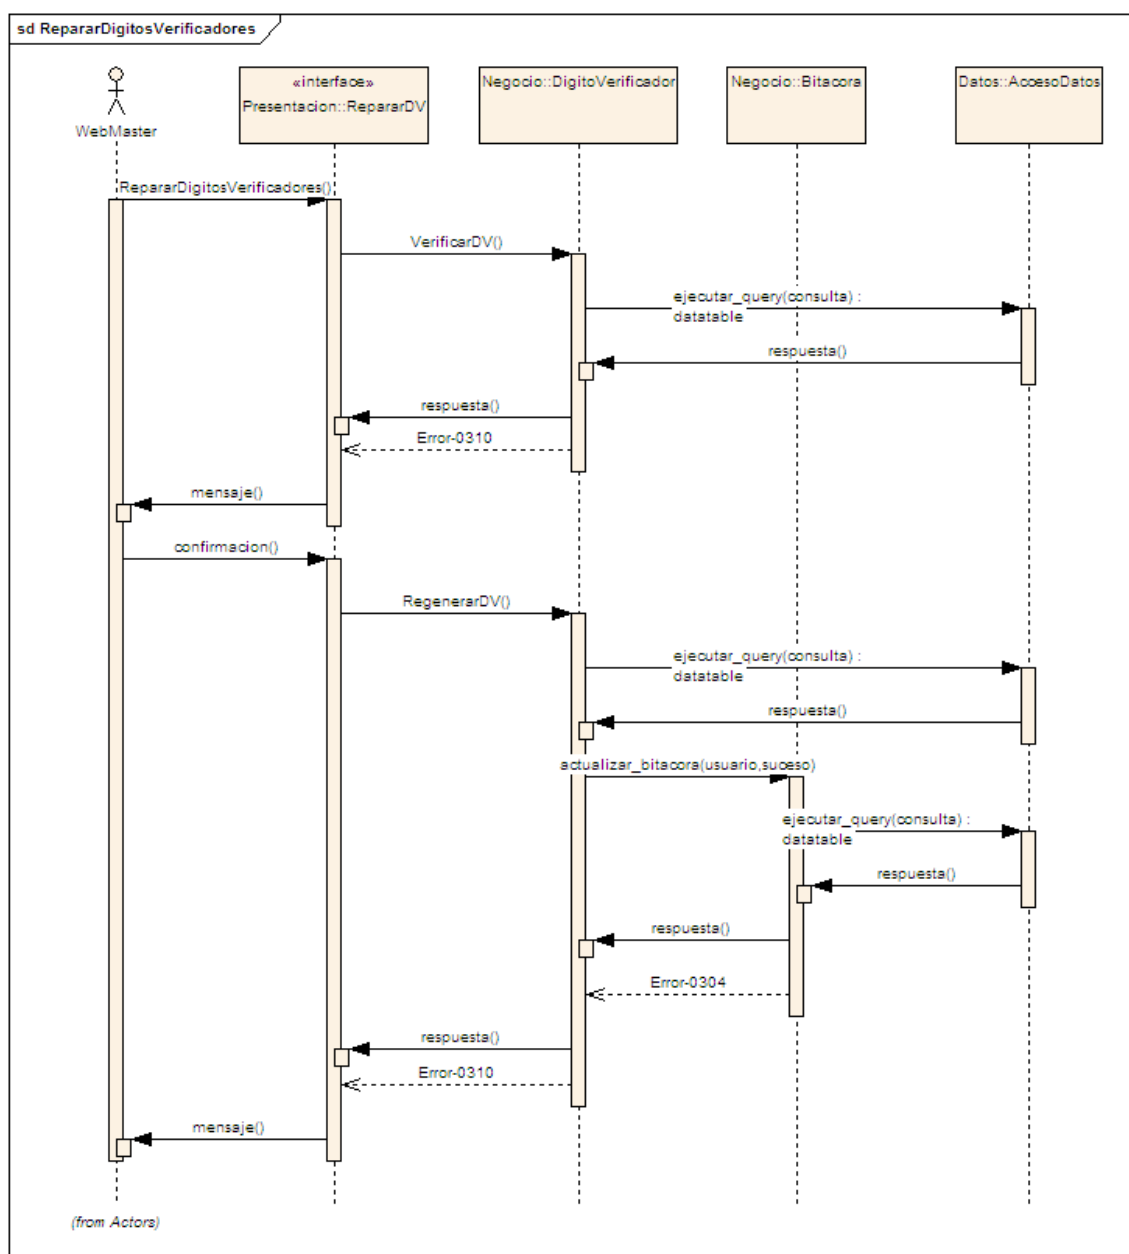 sd RepararDigitosVerificadores
WebMaster
«interface»
Presentacion::RepararDV
Negocio::DigitoVerificador
Negocio::Bitacora
Datos::AccesoDatos
RepararDigitosVerificadores()
VerificarDV()
ejecutar_query(consulta) :
datatable
respuesta()
respuesta()
Error-0310
mensaje()
confirmacion()
RegenerarDV()
ejecutar_query(consulta) :
datatable
respuesta()
actualizar_bitacora(usuario,suceso)
ejecutar_query(consulta) :
datatable
respuesta()
respuesta()
Error-0304
respuesta()
Error-0310
mensaje()
(from Actors)